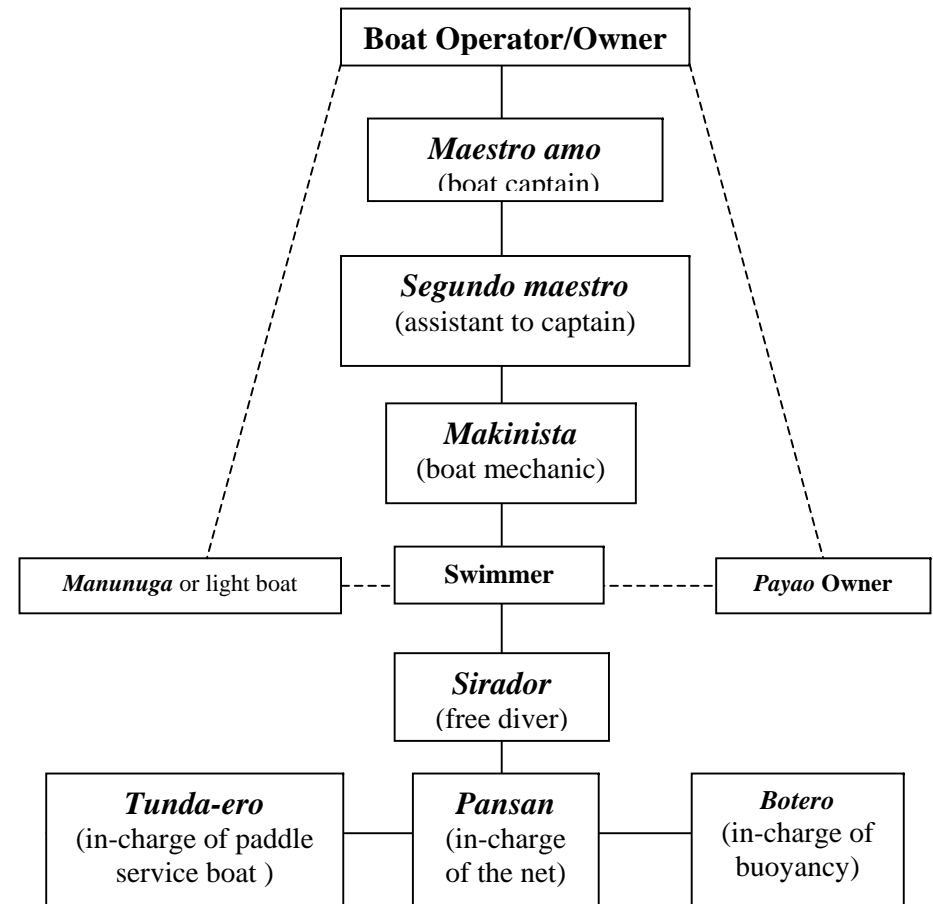 Boat Operator/Owner
Maestro amo
(boat captain)
Segundo maestro
(assistant to captain)
Makinista
(boat mechanic)
Manunuga or light boat
Swimmer
Payao Owner
Sirador
(free diver)
Tunda-ero
(in-charge of paddle
service boat )
Pansan
(in-charge
of the net)
Botero
(in-charge of
buoyancy)